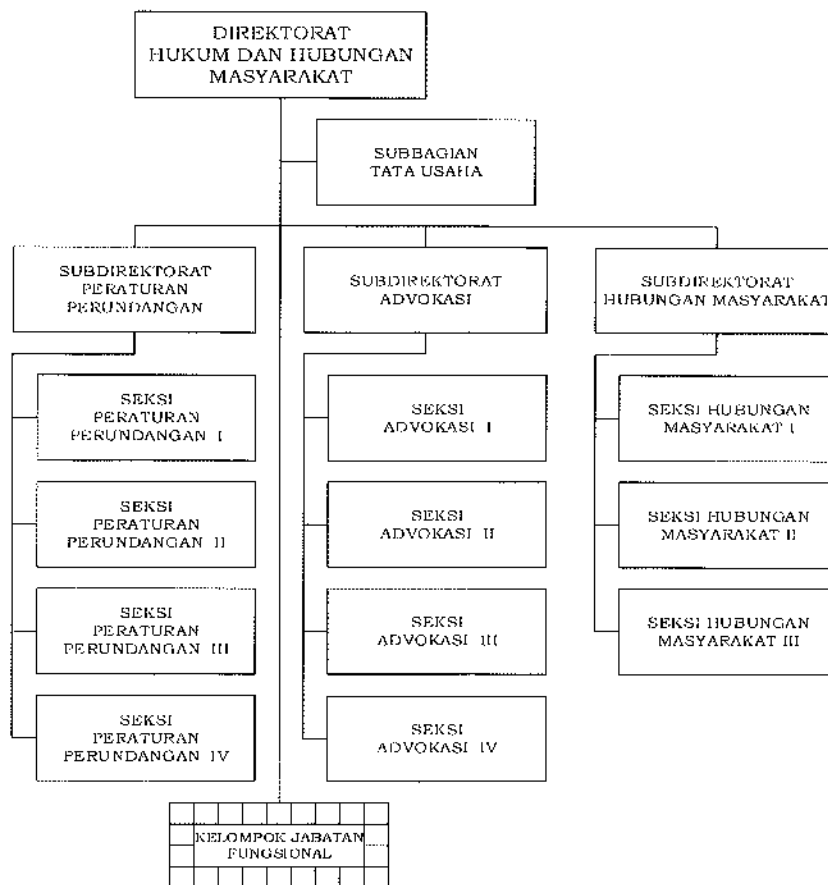 DIREKTORAT
HUKUM DAN HUBUNGAN
MASYARAKAT
SUBBAGIAN
TATA USAHA
SUBDIREKTORAT
PERATURAN
PERUNDANGAN
SUBDIREKTORAT
ADVOKASI
SUBDIREKTORAT
HUBUNGAN MASYARAKAT
SEKSI
PERATURAN
PERUNDANGAN I
SEKSI
ADVOKASI I
SEKSI HUBUNGAN
MASYARAKAT I
SEKSI
PERATURAN
PERUNDANGAN II
SEKSI
ADVOKASI II
SEKSI HUBUNGAN
MASYARAKAT II
SEKSI
PERATURAN
PERUNDANGAN III
SEKSI
ADVOKASI III
SEKSI HUBUNGAN
MASYARAKAT III
SEKSI
PERATURAN
PERUNDANGAN IV
SEKSI
ADVOKASI IV
KELOMPOK JABATAN
FUNGSIONAL